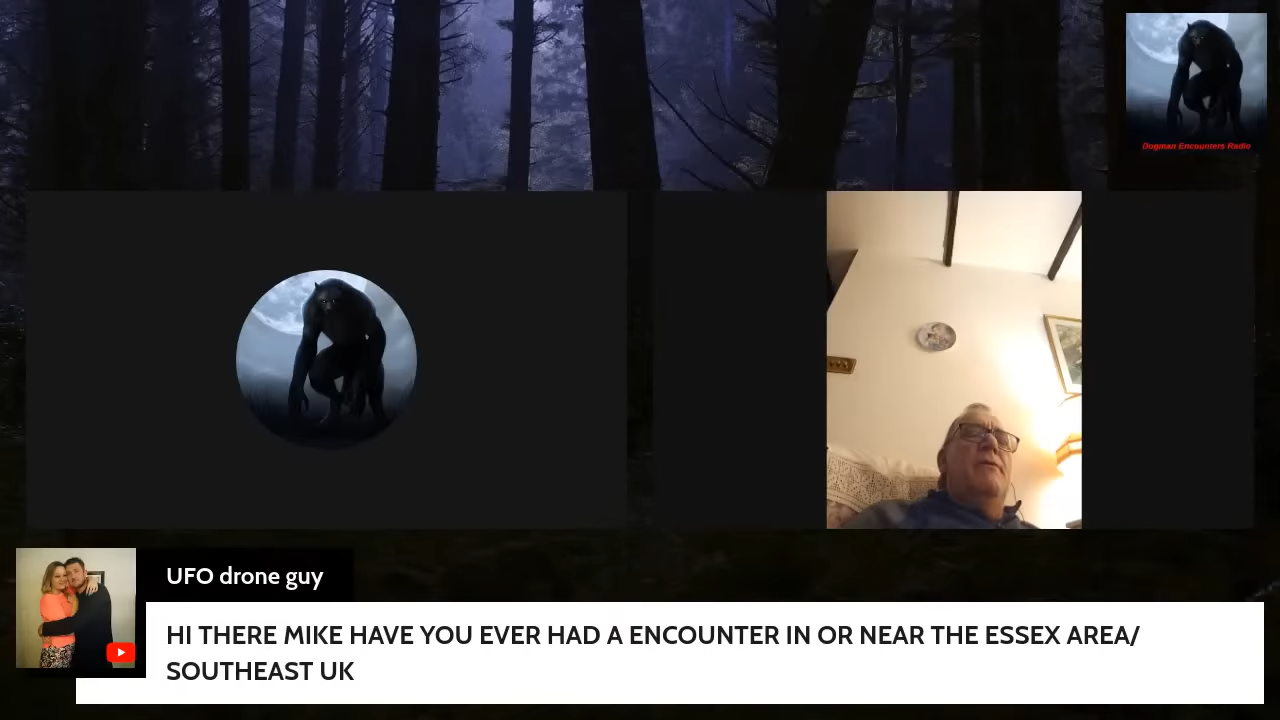 Dogman Encounters Radio
UFO drone guy
HI THERE MIKE HAVE YOU EVER HAD A ENCOUNTER IN OR NEAR THE ESSEX AREA/
SOUTHEAST UK